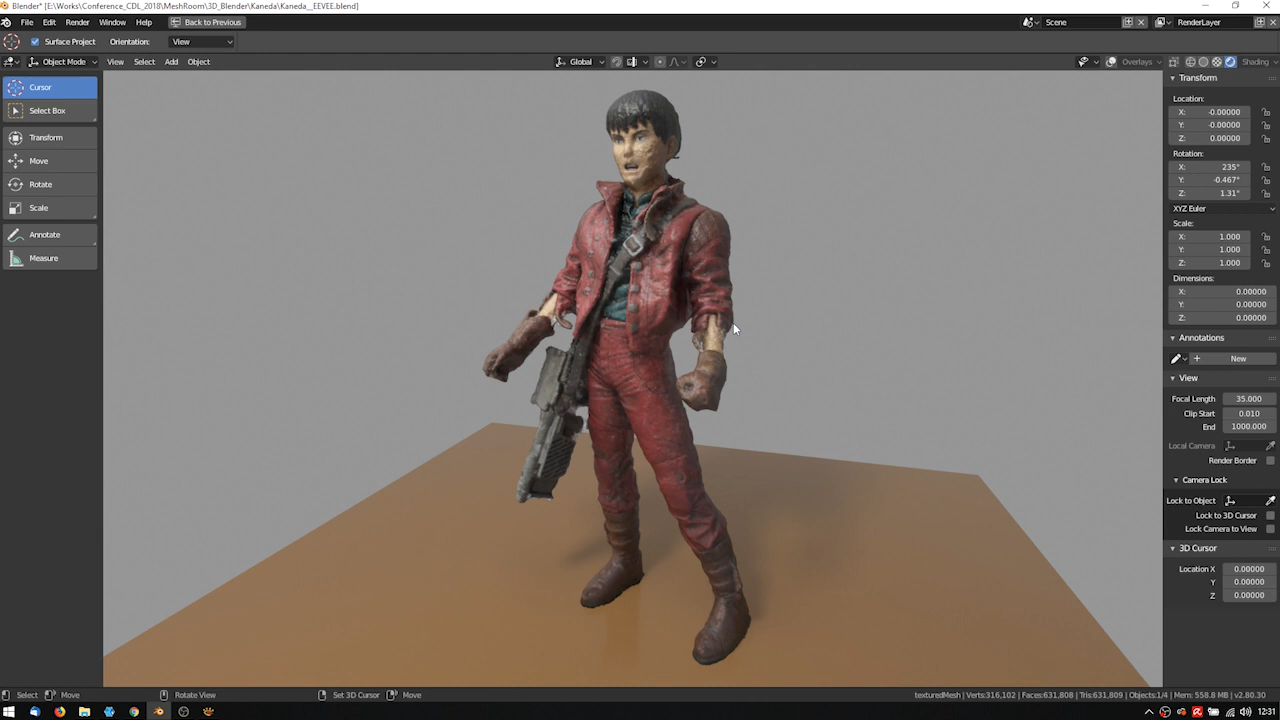 Blender* [E:\Works\Conference_CDL_2018\MeshRoom\3D_Blender\Kaneda\Kaneda__EEVEE.blend]
File Edit Render Window Help Back to Previous Scene RenderLayer
Surface Project Orientation: View
Object Mode View Select Add Object Global Overlays Shading
Cursor
Select Box
Transform
Move
Rotate
Scale
Annotate
Measure
Transform
Location:
X: -0.00000
Y: -0.00000
Z: 0.00000
Rotation:
X: 235°
Y: -0.467°
Z: 1.31°
XYZ Euler
Scale:
X: 1.000
Y: 1.000
Z: 1.000
Dimensions:
X: 0.00000
Y: 0.00000
Z: 0.00000
Annotations
New
View
Focal Length 35.000
Clip Start 0.010
End 1000.000
Local Camera
Render Border
Camera Lock
Lock to Object
Lock to 3D Cursor
Lock Camera to View
3D Cursor
Location X 0.00000
Y 0.00000
Z 0.00000
Select Move Rotate View Set 3D Cursor Move texturedMesh | Verts:316,102 | Faces:631,808 | Tris:631,809 | Objects:1/4 | Mem: 558.8 MB | v2.80.30
12:31